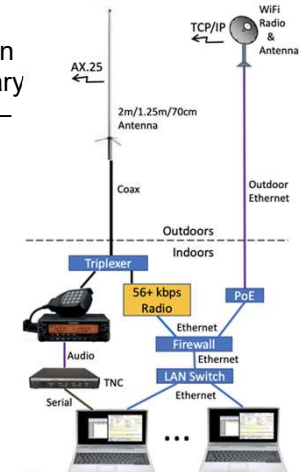 n
ary
–
WiFi
Radio
&
Antenna
TCP/IP
AX.25
2m/1.25m/70cm
Antenna
Coax
Outdoor
Ethernet
Outdoors
Indoors
Triplexer
56+ kbps
Radio
PoE
Ethernet
Firewall
Audio
Ethernet
TNC
LAN Switch
Serial
Ethernet